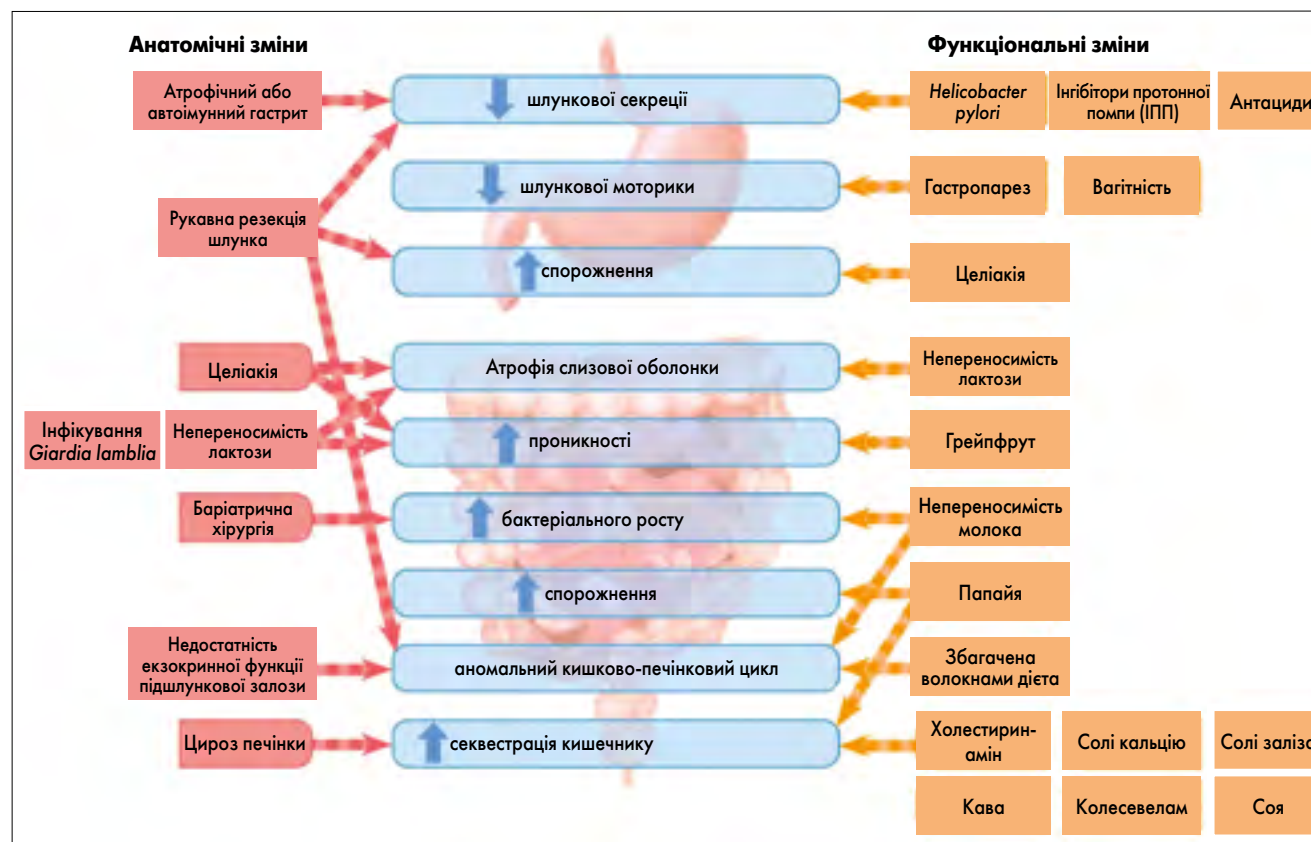 Анатомічні зміни
Функціональні зміни
Атрофічний або
автоімунний гастрит
шлункової секреції
Helicobacter
pylori
Інгібітори протонної
помпи (ІПП)
Антациди
шлункової моторики
Гастропарез
Вагітність
Рукавна резекція
шлунка
спорожнення
Целіакія
Целіакія
Атрофія слизової оболонки
Непереносимість
лактози
Інфікування
Giardia lamblia
Непереносимість
лактози
проникності
Грейпфрут
Баріатрична
хірургія
бактеріального росту
Непереносимість
молока
спорожнення
Папайя
Недостатність
екзокринної функції
підшлункової залози
аномальний кишково-печінковий цикл
Збагачена
волокнами дієта
Цироз печінки
секвестрація кишечнику
Холестирин-
амін
Солі кальцію
Солі заліза
Кава
Колесевелам
Соя